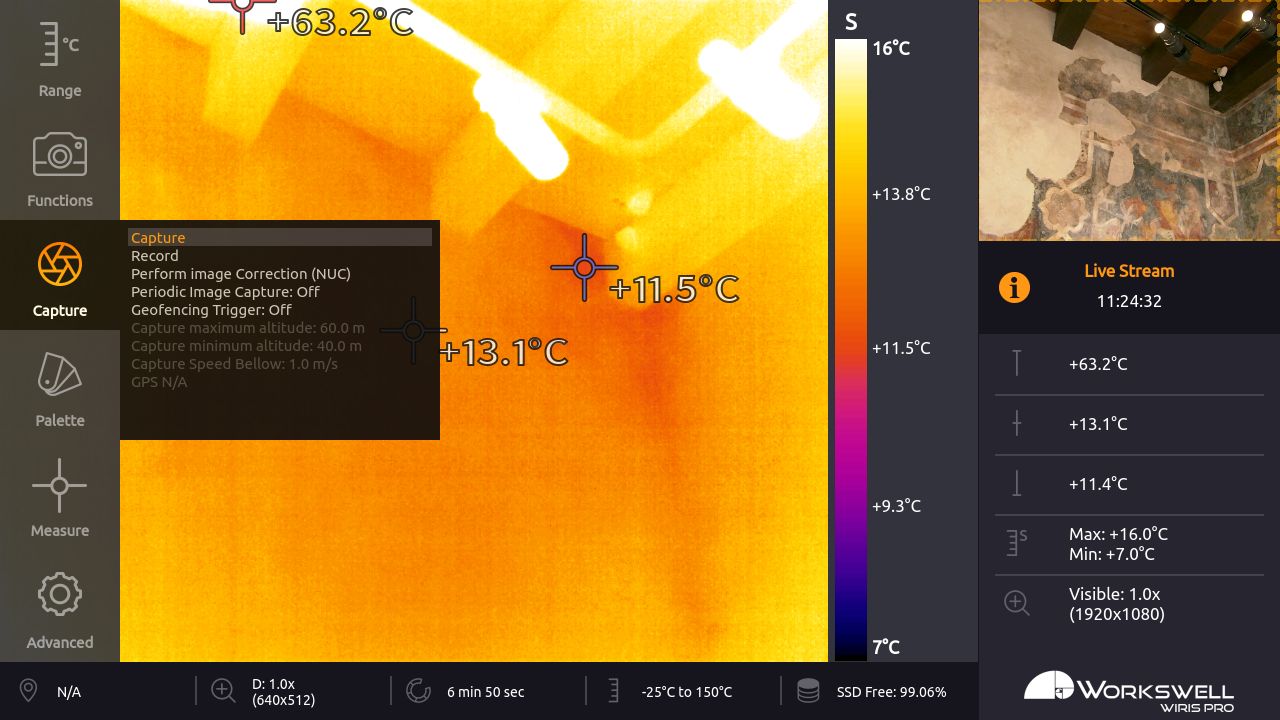 °C
Range
Functions
Capture
Palette
Measure
Advanced
Capture
Record
Perform image Correction (NUC)
Periodic Image Capture: Off
Geofencing Trigger: Off
Capture maximum altitude: 60.0 m
Capture minimum altitude: 40.0 m
Capture Speed Bellow: 1.0 m/s
GPS N/A
+63.2°C
+11.5°C
+13.1°C
S
16°C
+13.8°C
+11.5°C
+9.3°C
7°C
Live Stream
11:24:32
+63.2°C
+13.1°C
+11.4°C
S
Max: +16.0°C
Min: +7.0°C
Visible: 1.0x
(1920x1080)
N/A
D: 1.0x
(640x512)
6 min 50 sec
-25°C to 150°C
SSD Free: 99.06%
WORKSWELL
WIRIS PRO